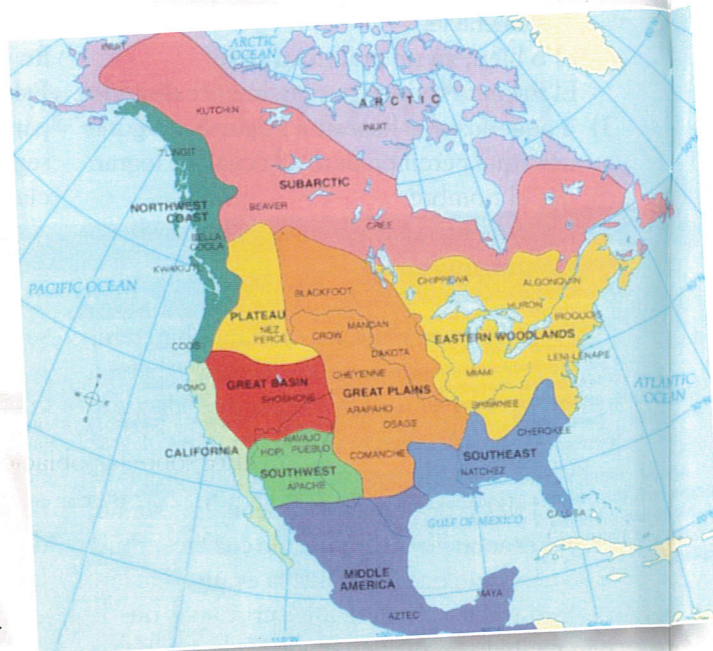 INUIT
ARCTIC
OCEAN
ARCTIC
KUTCHIN
INUIT
TLINGIT
SUBARCTIC
BEAVER
NORTHWEST
COAST
CREE
BELLA
COOLA
KWAKIUTL
CHIPPEWA
ALGONQUIN
PACIFIC OCEAN
BLACKFOOT
HURON
IROQUOIS
PLATEAU
NEZ
PERCE
CROW
MANDAN
EASTERN WOODLANDS
COOS
DAKOTA
LENI-LENAPE
POMO
GREAT BASIN
SHOSHONE
CHEYENNE
MIAMI
ATLANTIC
OCEAN
GREAT PLAINS
ARAPAHO
SHAWNEE
OSAGE
CHEROKEE
NAVAJO
CALIFORNIA
HOPI
PUEBLO
COMANCHE
SOUTHEAST
SOUTHWEST
NATCHEZ
APACHE
CALUSA
GULF OF MEXICO
MIDDLE
AMERICA
MAYA
AZTEC